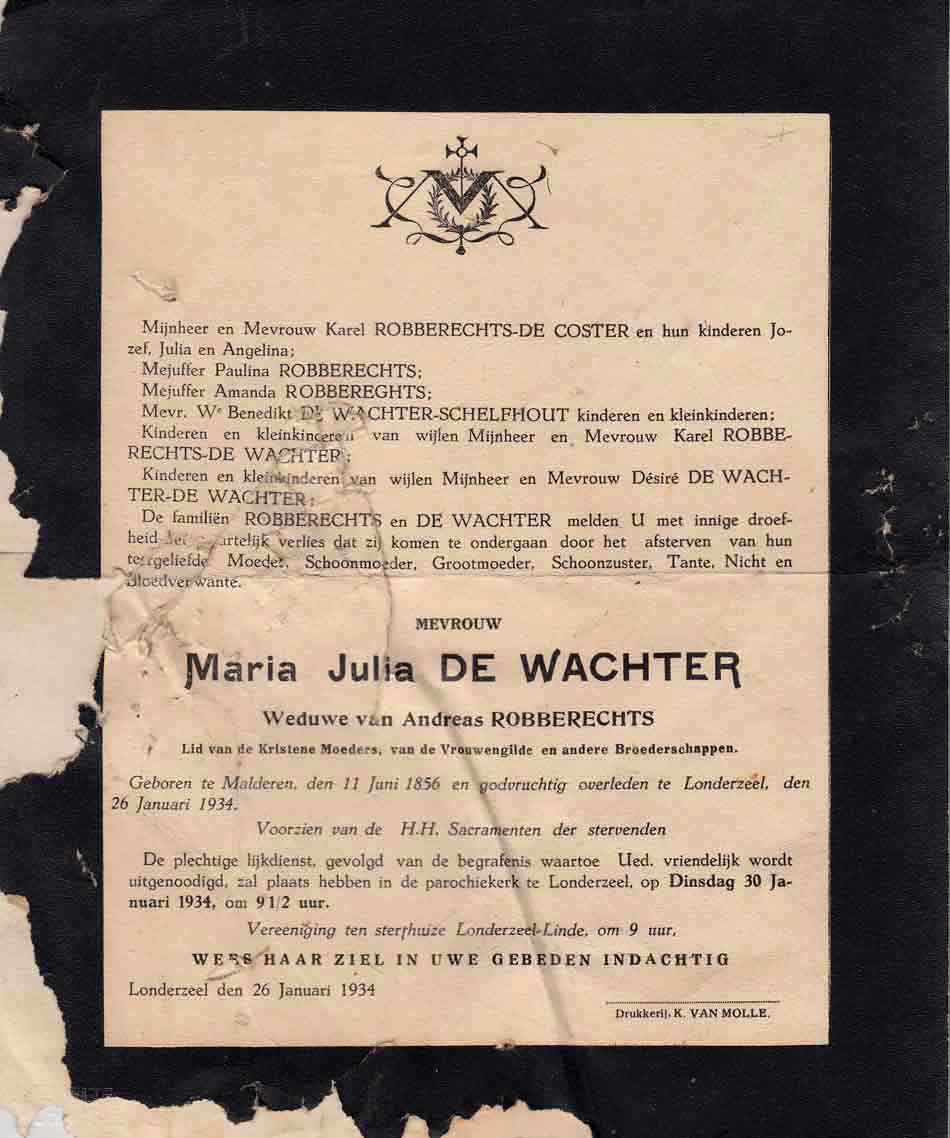 Mijnheer en Mevrouw Karel ROBBERECHTS-DE COSTER en hun kinderen Jo-
zef, Julia en Angelina;
Mejuffer Paulina ROBBERECHTS;
Mejuffer Amanda ROBBEREGHTS;
Mevr. We Benedikt DE WACHTER-SCHELFHOUT kinderen en kleinkinderen;
Kinderen en kleinkinderen van wijlen Mijnheer en Mevrouw Karel ROBBE-
RECHTS-DE WACHTER;
Kinderen en kleinkinderen van wijlen Mijnheer en Mevrouw Désiré DE WACH-
TER-DE WACHTER;
De familiën ROBBERECHTS en DE WACHTER melden U met innige droef-
heid verlies dat zij komen te ondergaan door het afsterven van hun
teergeliefde Moeder, Schoonmoeder, Grootmoeder, Schoonzuster, Tante, Nicht en
Bloedverwante.
MEVROUW
Maria Julia DE WACHTER
Weduwe van Andreas ROBBERECHTS
Lid van de Kristene Moeders, van de Vrouwengilde en andere Broederschappen.
Geboren te Malderen, den 11 Juni 1856 en godvruchtig overleden te Londerzeel, den
26 Januari 1934.
Voorzien van de H.H. Sacramenten der stervenden
De plechtige lijkdienst, gevolgd van de begrafenis waartoe Ued. vriendelijk wordt
uitgenoodigd, zal plaats hebben in de parochiekerk te Londerzeel, op Dinsdag 30 Ja-
nuari 1934, om 9 1/2 uur.
Vereeniging ten sterfhuize Londerzeel-Linde, om 9 uur,
WEES HAAR ZIEL IN UWE GEBEDEN INDACHTIG
Londerzeel den 26 Januari 1934
Drukkerij, K. VAN MOLLE.